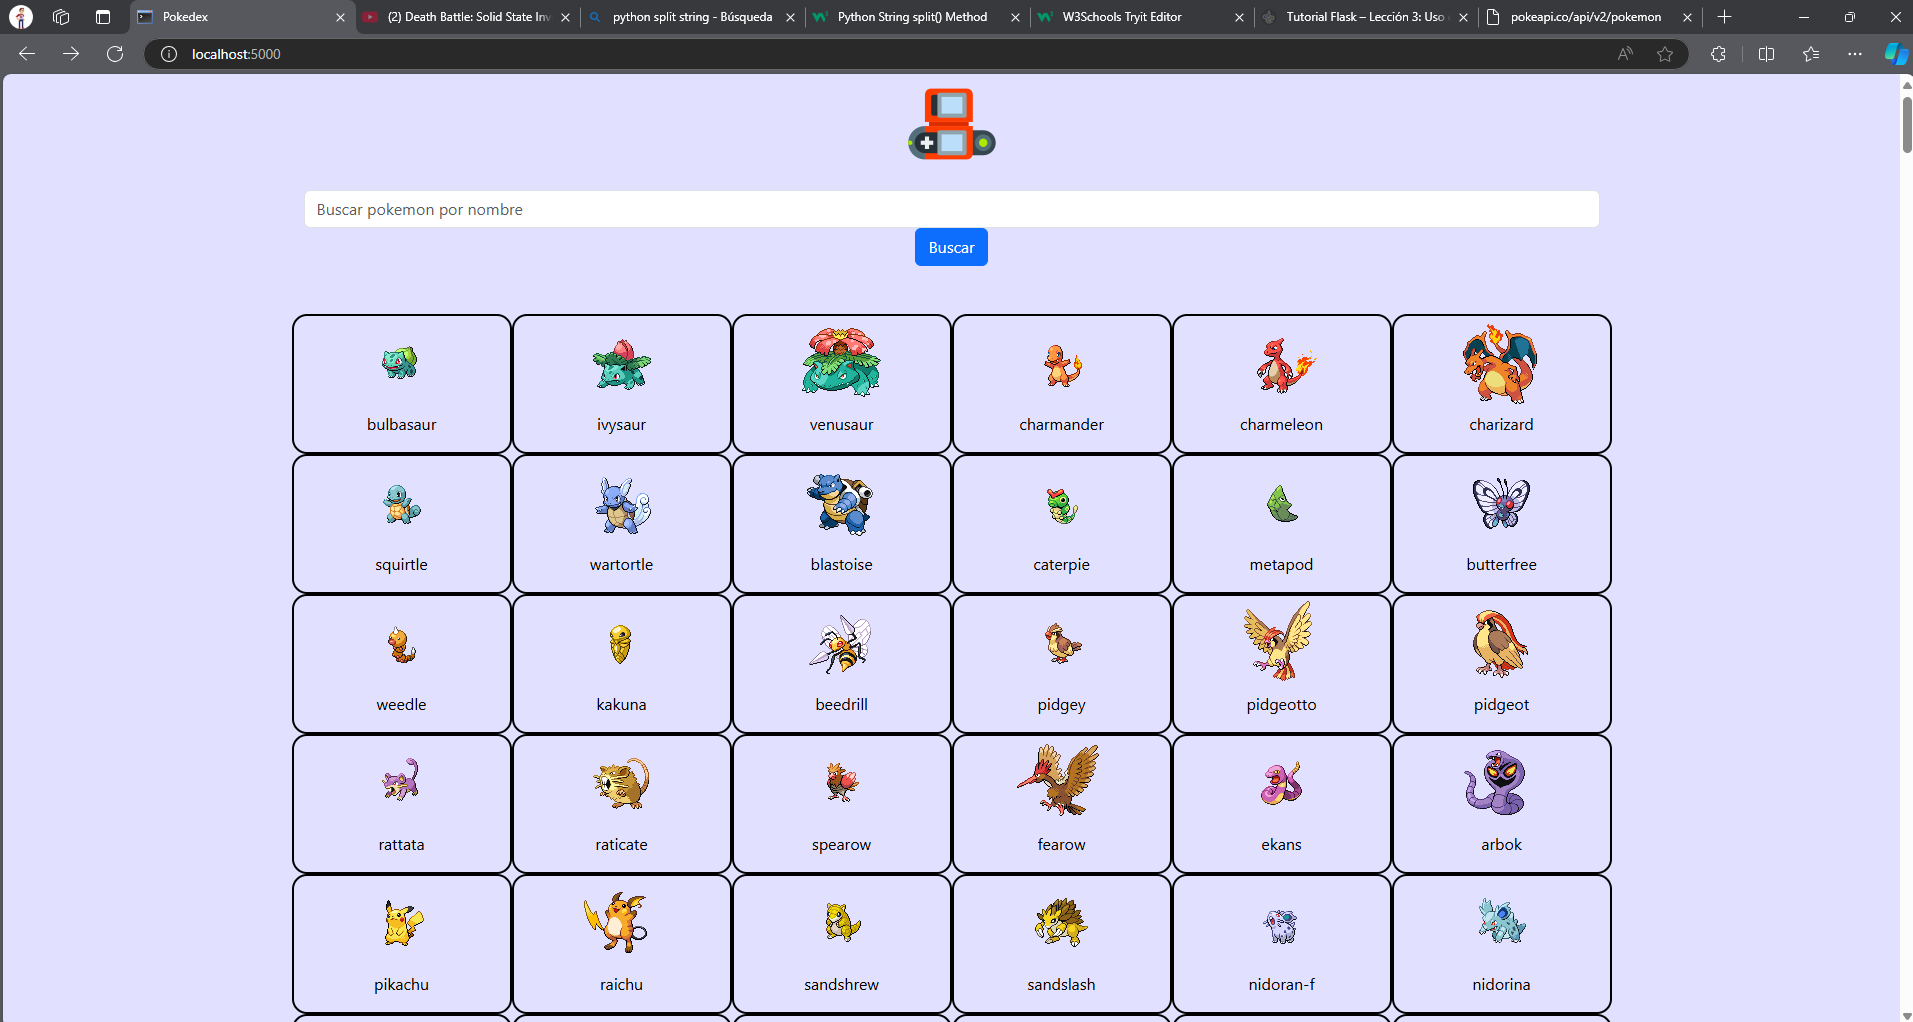 Pokedex
(2) Death Battle: Solid State Inv
python split string - Búsqueda
Python String split() Method
W3Schools Tryit Editor
Tutorial Flask – Lección 3: Uso
pokeapi.co/api/v2/pokemon
localhost:5000
Buscar pokemon por nombre
Buscar
bulbasaur ivysaur venusaur charmander charmeleon charizard
squirtle wartortle blastoise caterpie metapod butterfree
weedle kakuna beedrill pidgey pidgeotto pidgeot
rattata raticate spearow fearow ekans arbok
pikachu raichu sandshrew sandslash nidoran-f nidorina